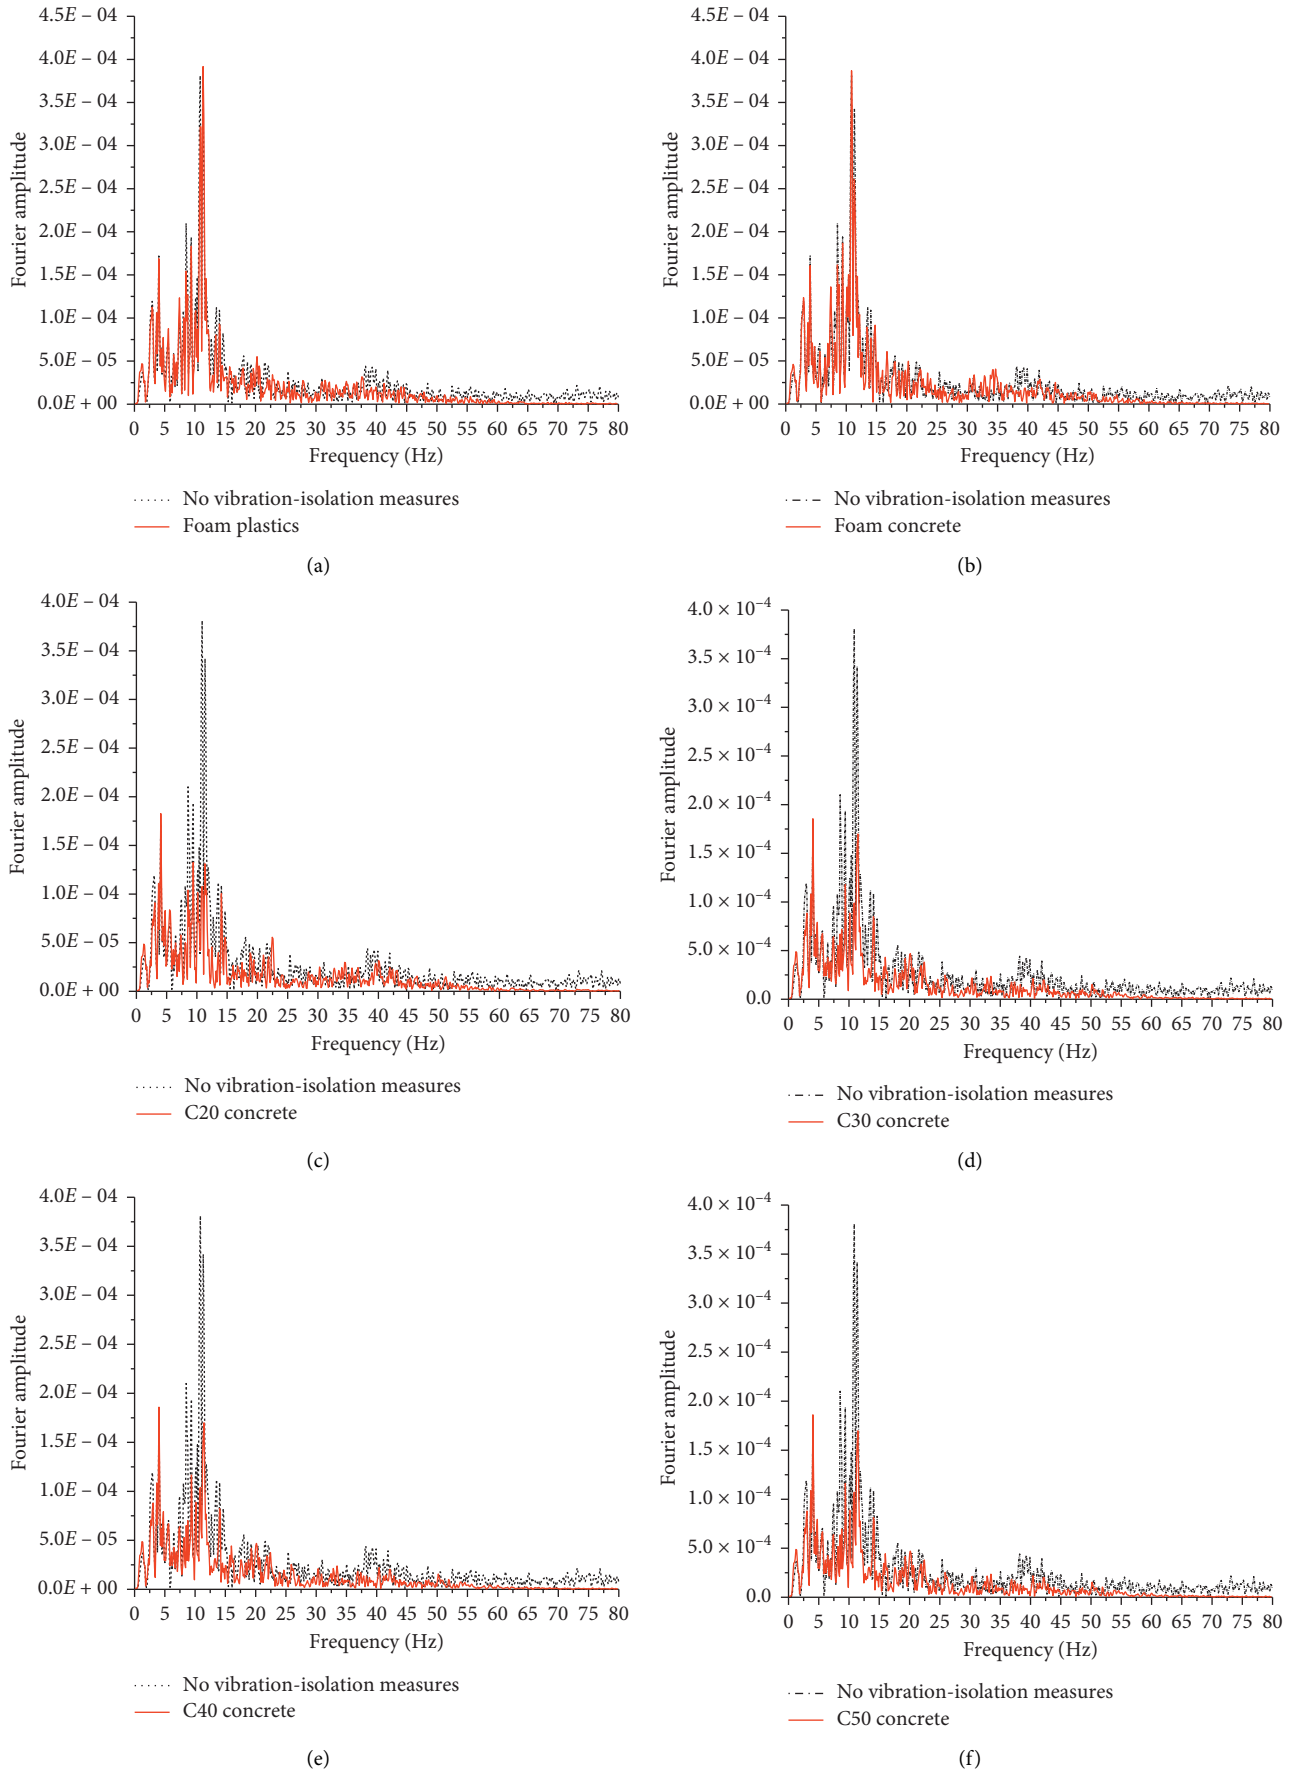 4.5E – 04
4.0E – 04
3.5E – 04
3.0E – 04
2.5E – 04
2.0E – 04
1.5E – 04
1.0E – 04
5.0E – 05
0.0E + 00
Fourier amplitude
0 5 10 15 20 25 30 35 40 45 50 55 60 65 70 75 80
Frequency (Hz)
No vibration-isolation measures
Foam plastics
(a)
4.5E – 04
4.0E – 04
3.5E – 04
3.0E – 04
2.5E – 04
2.0E – 04
1.5E – 04
1.0E – 04
5.0E – 05
0.0E + 00
Fourier amplitude
0 5 10 15 20 25 30 35 40 45 50 55 60 65 70 75 80
Frequency (Hz)
No vibration-isolation measures
Foam concrete
(b)
4.0E – 04
3.5E – 04
3.0E – 04
2.5E – 04
2.0E – 04
1.5E – 04
1.0E – 04
5.0E – 05
0.0E + 00
Fourier amplitude
0 5 10 15 20 25 30 35 40 45 50 55 60 65 70 75 80
Frequency (Hz)
No vibration-isolation measures
C20 concrete
(c)
4.0 × 10⁻⁴
3.5 × 10⁻⁴
3.0 × 10⁻⁴
2.5 × 10⁻⁴
2.0 × 10⁻⁴
1.5 × 10⁻⁴
1.0 × 10⁻⁴
5.0 × 10⁻⁴
0.0
Fourier amplitude
0 5 10 15 20 25 30 35 40 45 50 55 60 65 70 75 80
Frequency (Hz)
No vibration-isolation measures
C30 concrete
(d)
4.0E – 04
3.5E – 04
3.0E – 04
2.5E – 04
2.0E – 04
1.5E – 04
1.0E – 04
5.0E – 05
0.0E + 00
Fourier amplitude
0 5 10 15 20 25 30 35 40 45 50 55 60 65 70 75 80
Frequency (Hz)
No vibration-isolation measures
C40 concrete
(e)
4.0 × 10⁻⁴
3.5 × 10⁻⁴
3.0 × 10⁻⁴
2.5 × 10⁻⁴
2.0 × 10⁻⁴
1.5 × 10⁻⁴
1.0 × 10⁻⁴
5.0 × 10⁻⁴
0.0
Fourier amplitude
0 5 10 15 20 25 30 35 40 45 50 55 60 65 70 75 80
Frequency (Hz)
No vibration-isolation measures
C50 concrete
(f)